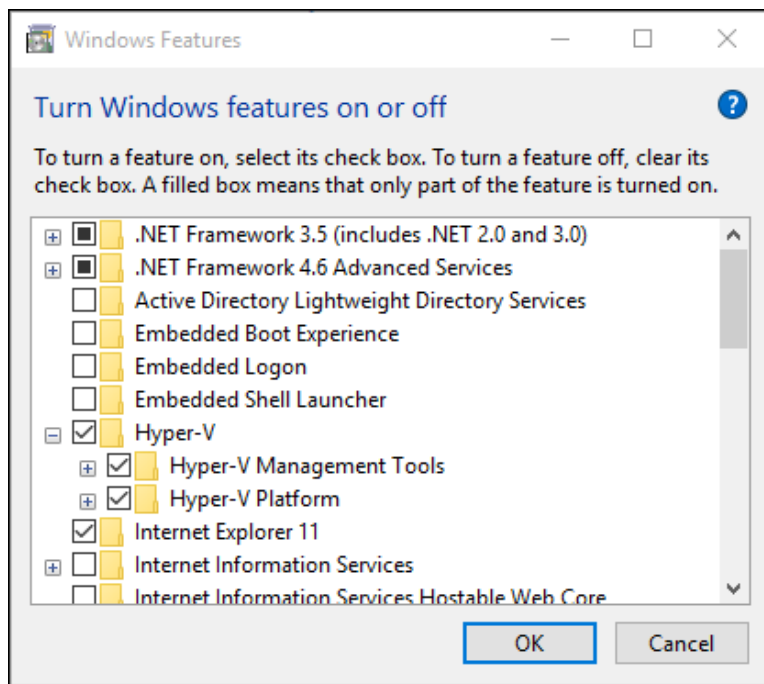 Windows Features
Turn Windows features on or off
?
To turn a feature on, select its check box. To turn a feature off, clear its
check box. A filled box means that only part of the feature is turned on.
.NET Framework 3.5 (includes .NET 2.0 and 3.0)
.NET Framework 4.6 Advanced Services
Active Directory Lightweight Directory Services
Embedded Boot Experience
Embedded Logon
Embedded Shell Launcher
Hyper-V
Hyper-V Management Tools
Hyper-V Platform
Internet Explorer 11
Internet Information Services
Internet Information Services Hostable Web Core
OK
Cancel